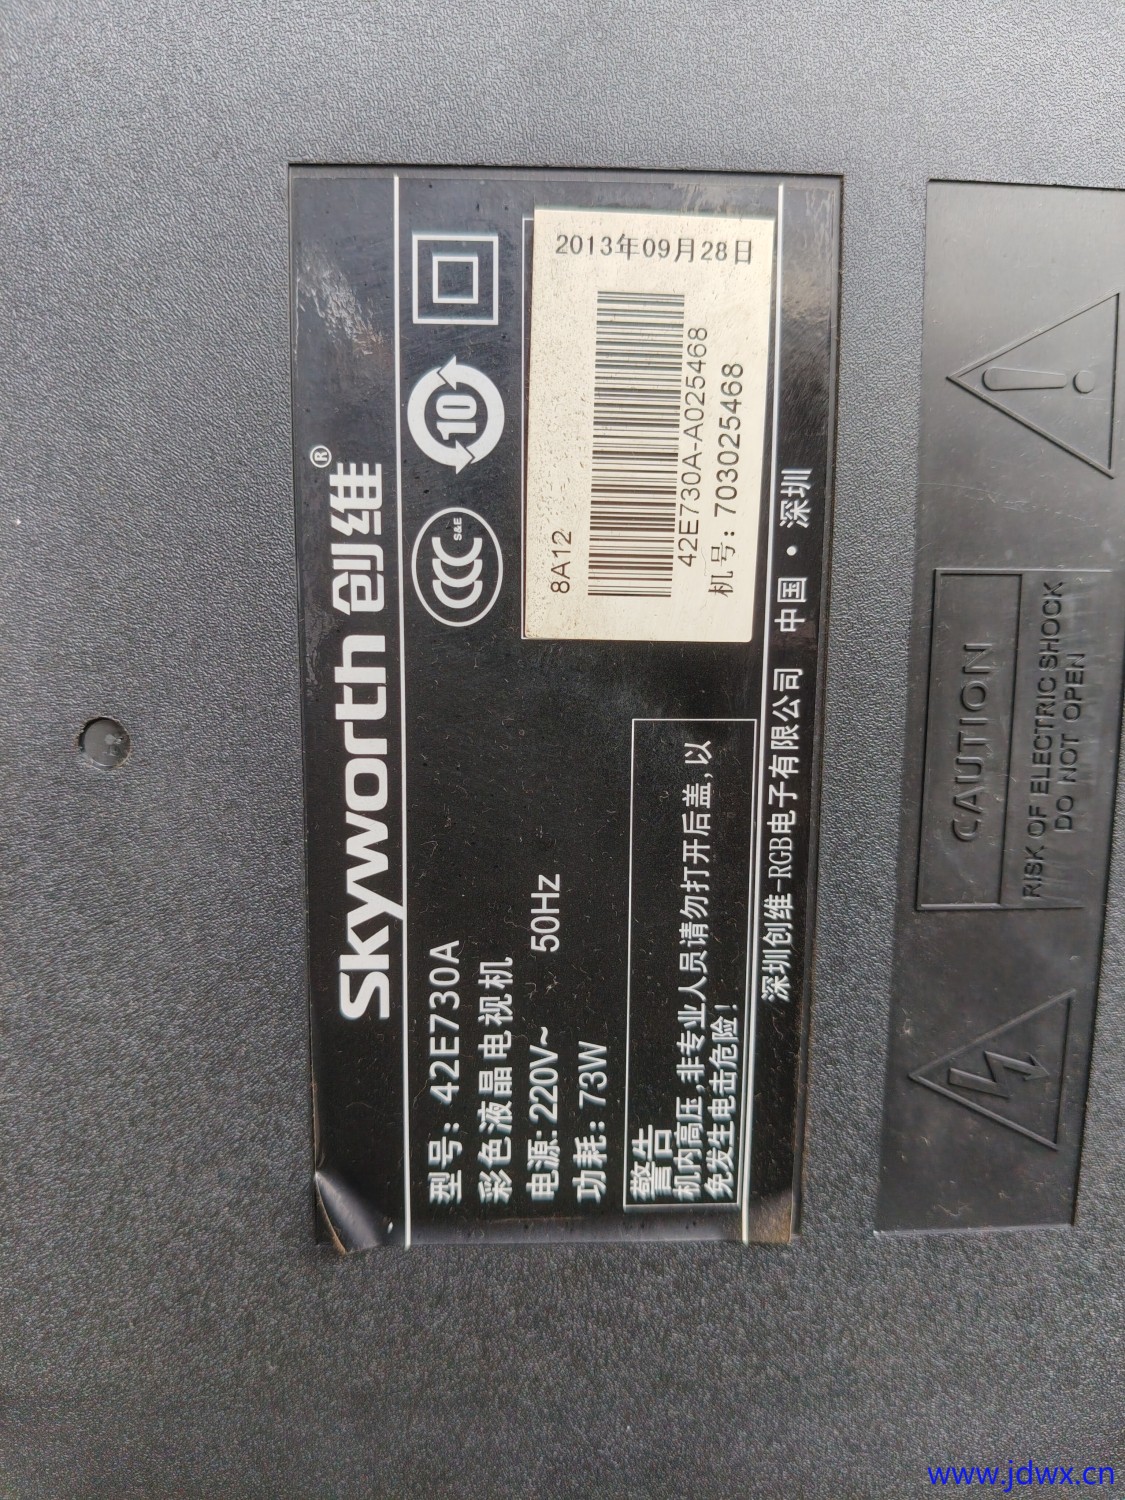 Skyworth 创维®
型号: 42E730A
彩色液晶电视机
电源: 220V~ 50Hz
功耗: 73W
警告
机内高压,非专业人员请勿打开后盖,以
免发生电击危险!
10
CCC
S&E
2013年09月28日
8A12
42E730A-A025468
机号: 703025468
深圳创维-RGB电子有限公司 中国·深圳
CAUTION
RISK OF ELECTRIC SHOCK
DO NOT OPEN
www.jdwx.cn